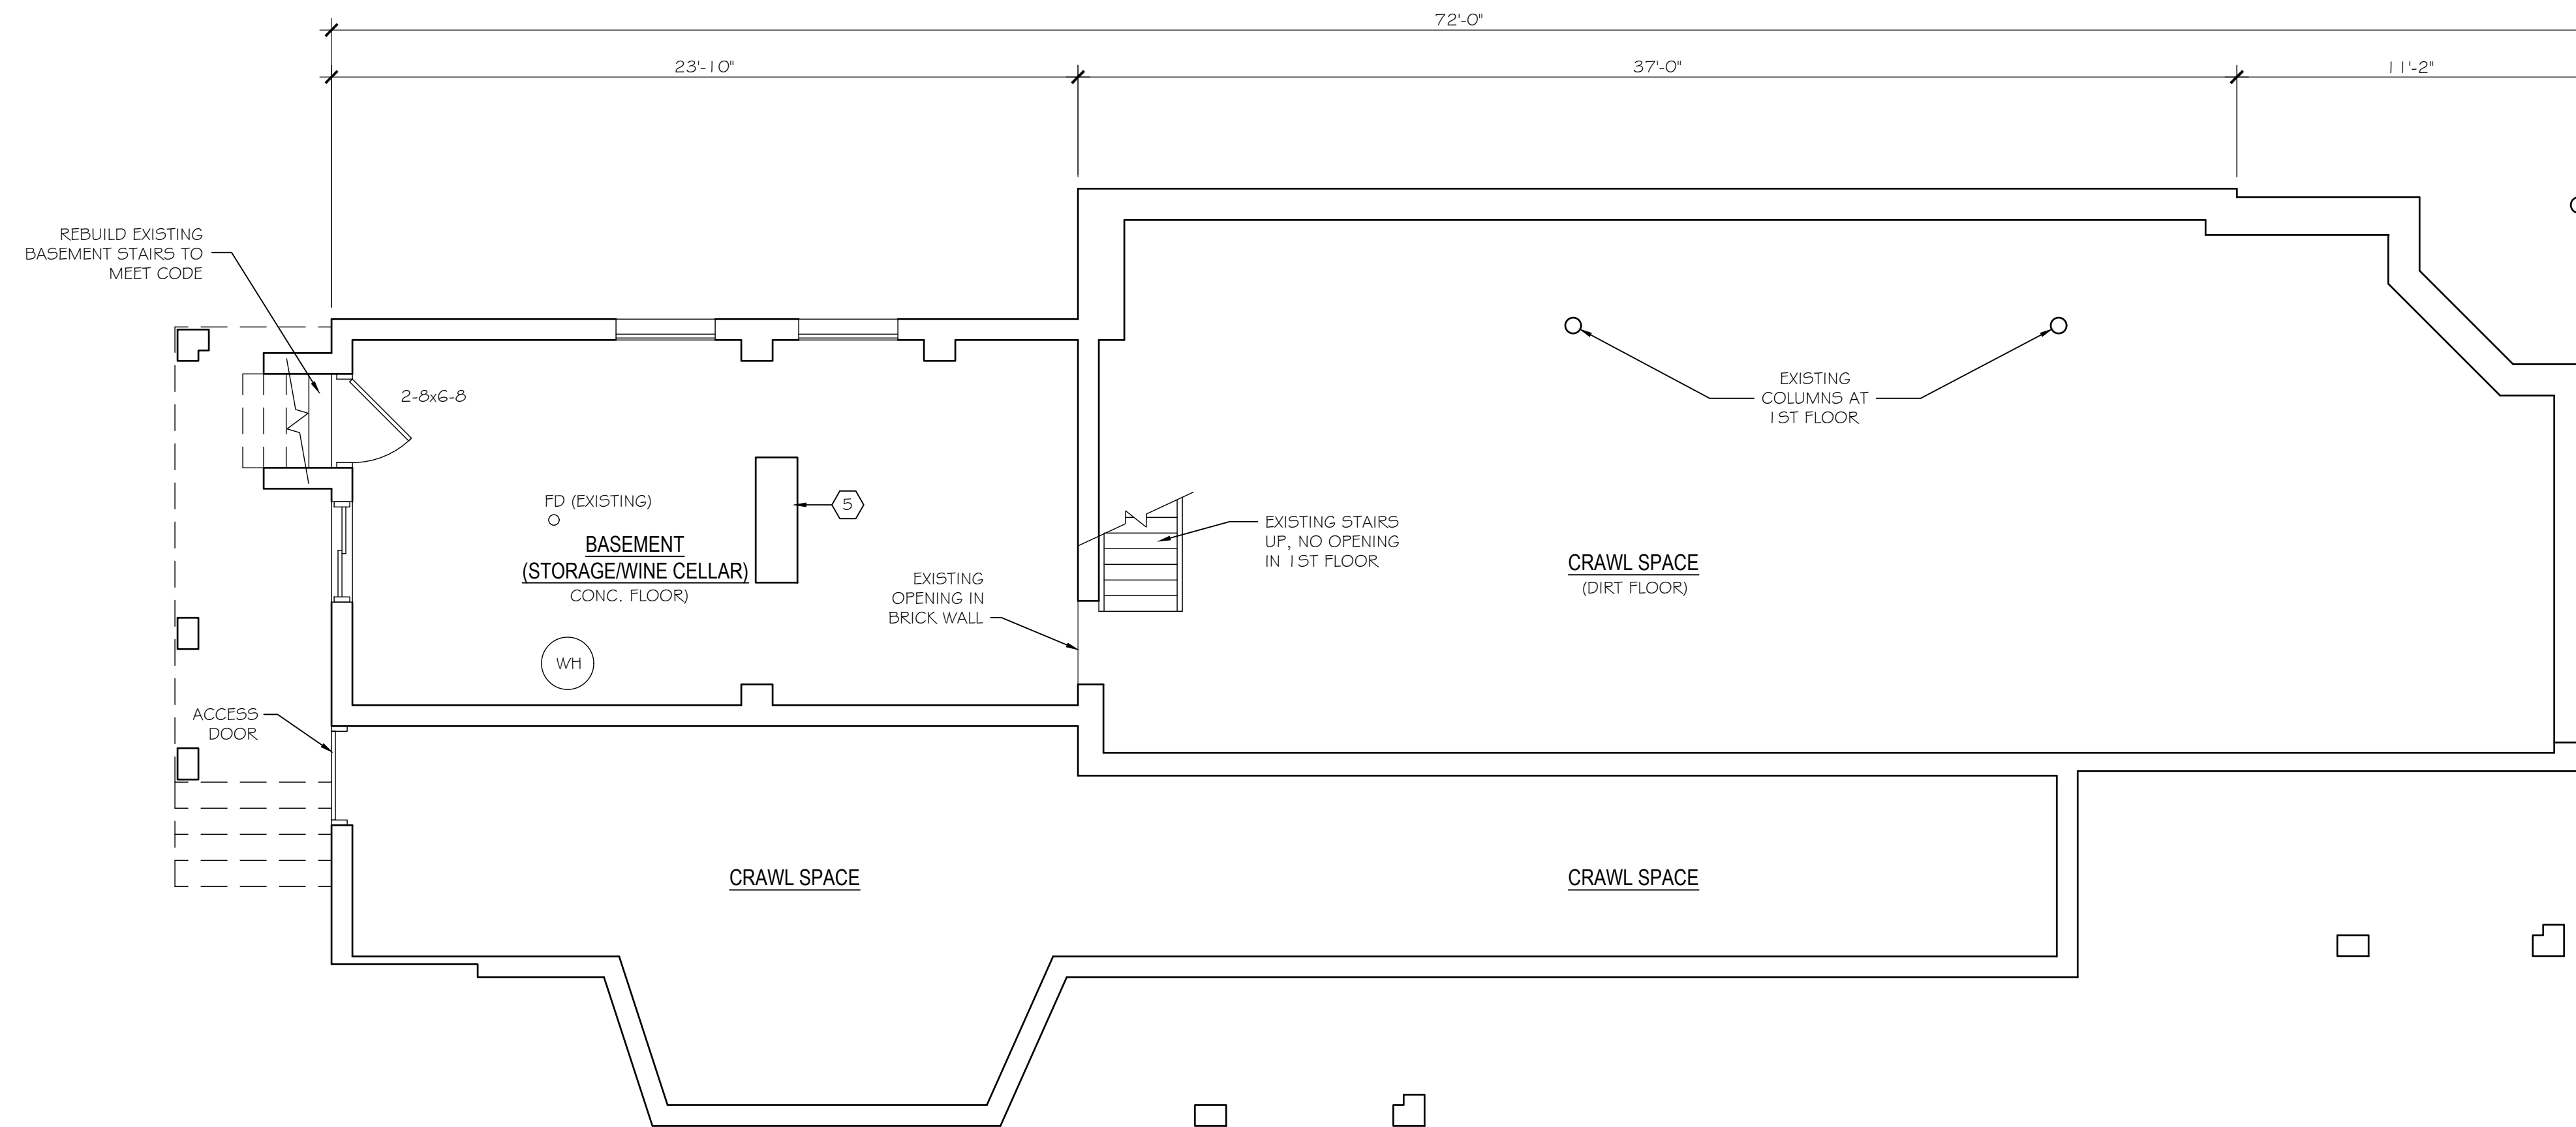 72'-0"
23'-10"
37'-0"
11'-2"
REBUILD EXISTING
BASEMENT STAIRS TO
MEET CODE
2-8x6-8
EXISTING
COLUMNS AT
1ST FLOOR
FD (EXISTING)
5
BASEMENT
(STORAGE/WINE CELLAR)
CONC. FLOOR)
EXISTING
OPENING IN
BRICK WALL
EXISTING STAIRS
UP, NO OPENING
IN 1ST FLOOR
CRAWL SPACE
(DIRT FLOOR)
WH
ACCESS
DOOR
CRAWL SPACE
CRAWL SPACE